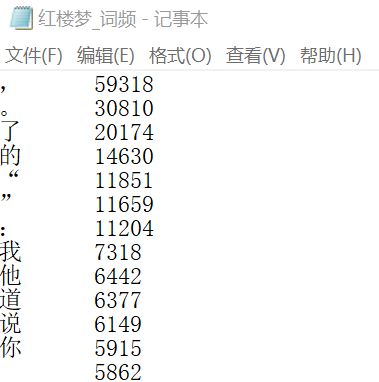 红楼梦_词频 - 记事本
文件(F) 编辑(E) 格式(O) 查看(V) 帮助(H)
， 59318
。 30810
了 20174
的 14630
“ 11851
” 11659
： 11204
我 7318
他 6442
道 6377
说 6149
你 5915
5862